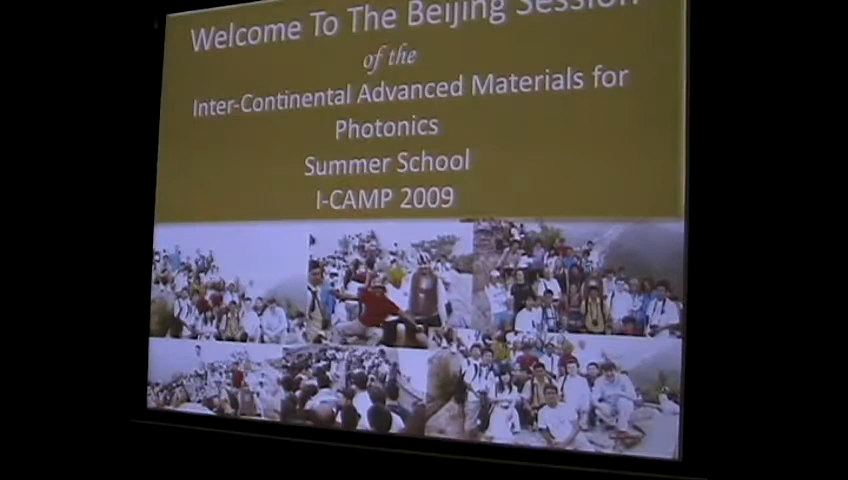 Welcome To The Beijing Session
of the
Inter-Continental Advanced Materials for
Photonics
Summer School
I-CAMP 2009